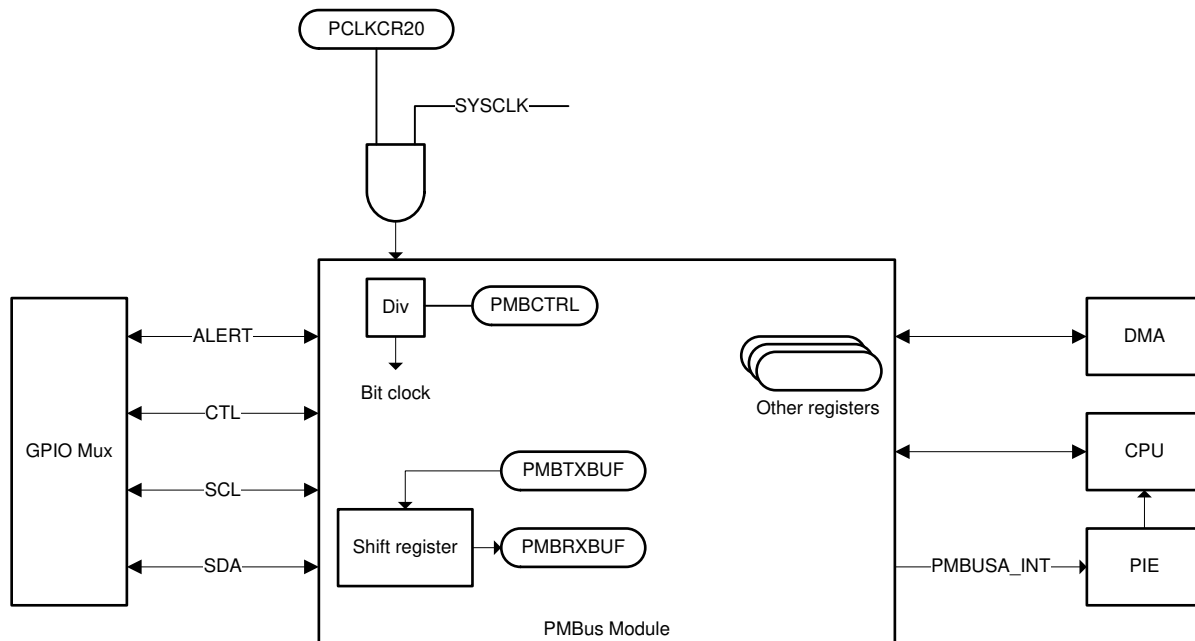 PCLKCR20
SYSCLK
Div
PMBCTRL
ALERT
DMA
Bit clock
Other registers
CTL
GPIO Mux
CPU
PMBTXBUF
SCL
Shift register
PMBRXBUF
SDA
PMBUSA_INT
PIE
PMBus Module